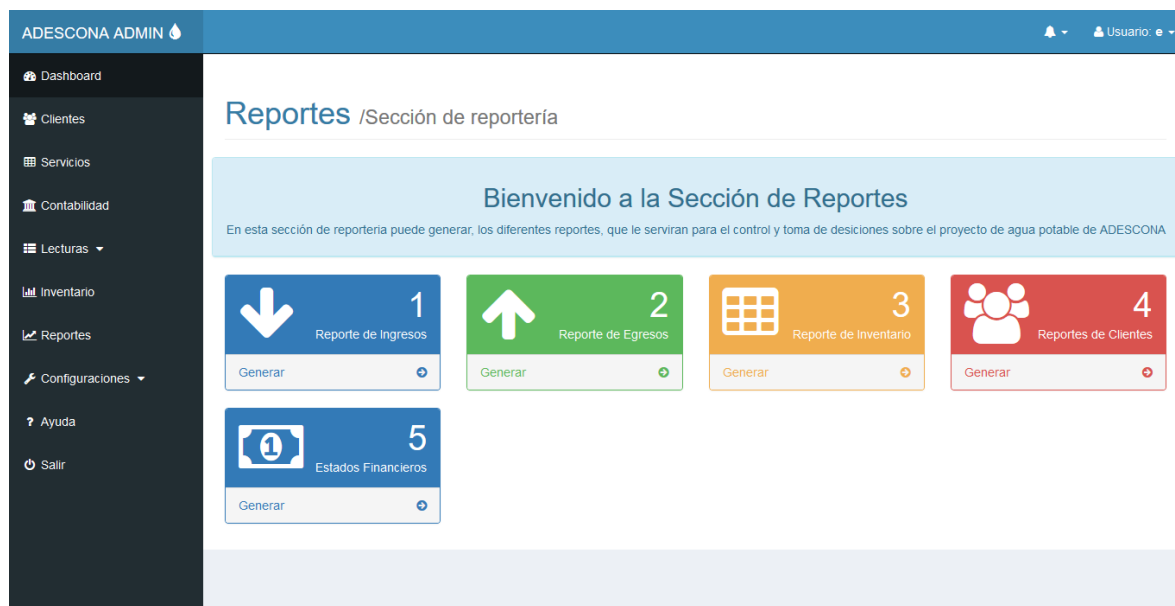 ADESCONA ADMIN
Usuario: e
Dashboard
Clientes
Servicios
Contabilidad
Lecturas
Inventario
Reportes
Configuraciones
? Ayuda
Salir
Reportes /Sección de reportería
Bienvenido a la Sección de Reportes
En esta sección de reporteria puede generar, los diferentes reportes, que le serviran para el control y toma de desiciones sobre el proyecto de agua potable de ADESCONA
1
Reporte de Ingresos
Generar
2
Reporte de Egresos
Generar
3
Reporte de Inventario
Generar
4
Reportes de Clientes
Generar
1
5
Estados Financieros
Generar